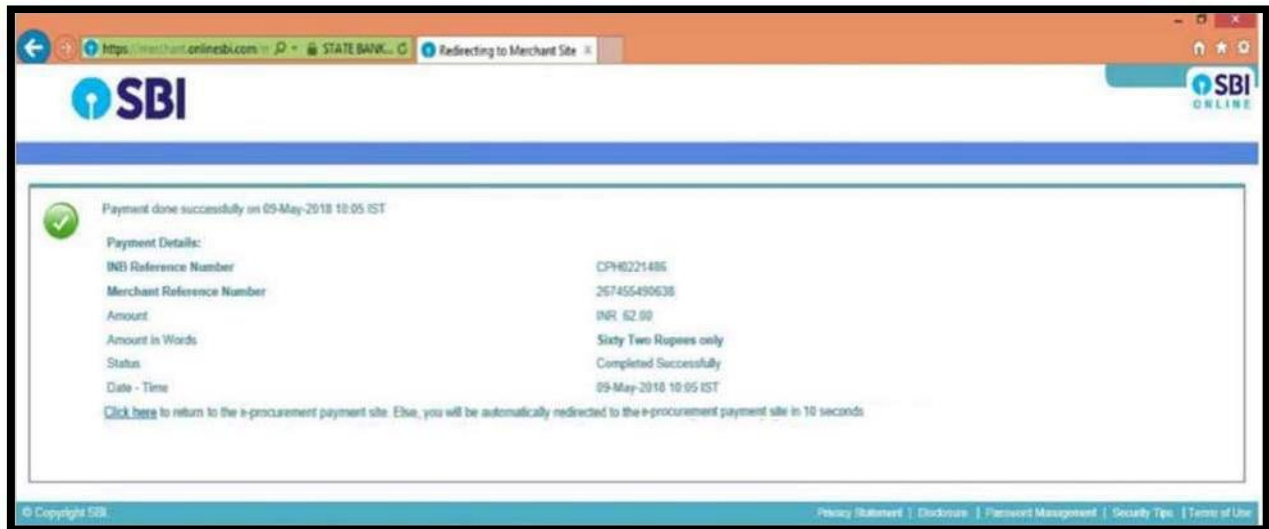 https://merchant.onlinesbi.com STATE BANK... Redirecting to Merchant Site
SBI
SBI
ONLINE
Payment done successfully on 09-May-2018 10:05 IST
Payment Details:
INB Reference Number CPH0221486
Merchant Reference Number 267455490638
Amount INR 62.00
Amount in Words Sixty Two Rupees only
Status Completed Successfully
Date - Time 09-May-2018 10:05 IST
Click here to return to the e-procurement payment site. Else, you will be automatically redirected to the e-procurement payment site in 10 seconds
© Copyright SBI. Privacy Statement | Disclosure | Password Management | Security Tips | Terms of Use